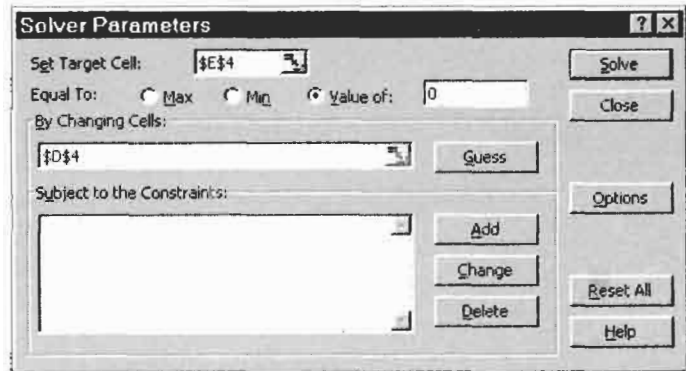 Solver Parameters
Set Target Cell: $E$4
Solve
Equal To: Max Min Value of: 0
Close
By Changing Cells:
$D$4
Guess
Subject to the Constraints:
Options
Add
Change
Reset All
Delete
Help